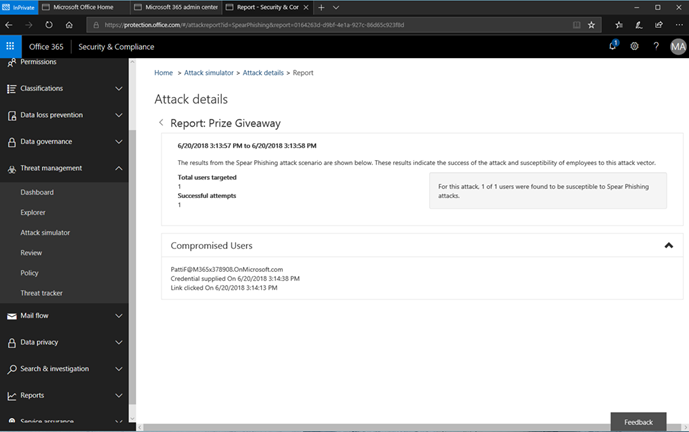 InPrivate
Microsoft Office Home
Microsoft 365 admin center
Report - Security & Cor
https://protection.office.com/#/attackreport?id=SpearPhishing&report=
Office 365
Security & Compliance
1
?
MA
Permissions
Classifications
Data loss prevention
Data governance
Threat management
Dashboard
Explorer
Attack simulator
Review
Policy
Threat tracker
Mail flow
Data privacy
Search & investigation
Reports
Service assurance
Home > Attack simulator > Attack details > Report
Attack details
Report: Prize Giveaway
6/20/2018 3:13:57 PM to 6/20/2018 3:13:58 PM
The results from the Spear Phishing attack scenario are shown below. These results indicate the success of the attack and susceptibility of employees to this attack vector.
Total users targeted
1
Successful attempts
1
For this attack, 1 of 1 users were found to be susceptible to Spear Phishing
attacks.
Compromised Users
PattiF@M365x378908.OnMicrosoft.com
Credential supplied On 6/20/2018 3:14:38 PM
Link clicked On 6/20/2018 3:14:13 PM
Feedback